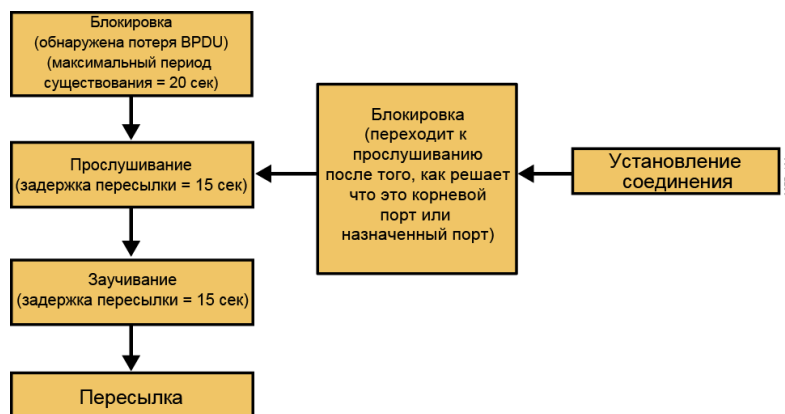 Блокировка
(обнаружена потеря BPDU)
(максимальный период
существования = 20 сек)
Прослушивание
(задержка пересылки = 15 сек)
Заучивание
(задержка пересылки = 15 сек)
Пересылка
Блокировка
(переходит к
прослушиванию
после того, как решает
что это корневой
порт или
назначенный порт)
Установление
соединения